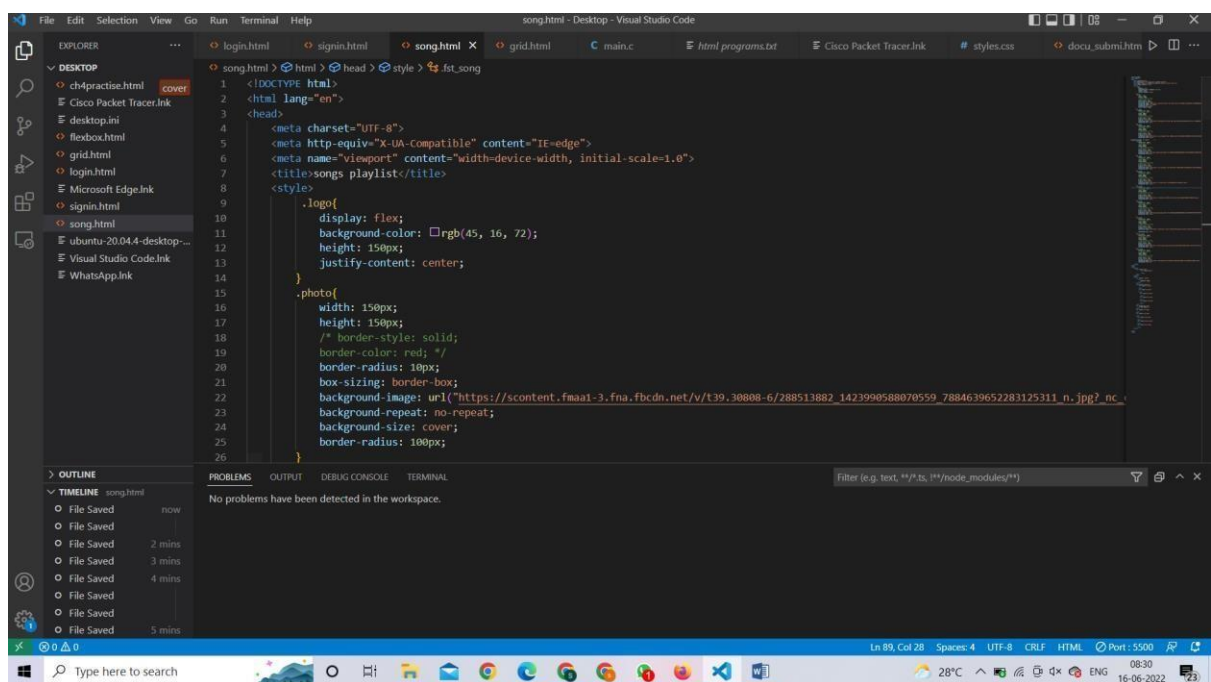 File Edit Selection View Go Run Terminal Help
song.html - Desktop - Visual Studio Code
EXPLORER ...
login.html signin.html song.html X grid.html C main.c html programs.txt Cisco Packet Tracer.lnk # styles.css docu_submi.htm ...
DESKTOP
ch4practise.html
cover
Cisco Packet Tracer.lnk
desktop.ini
flexbox.html
grid.html
login.html
Microsoft Edge.lnk
signin.html
song.html
ubuntu-20.04.4-desktop-...
Visual Studio Code.lnk
WhatsApp.lnk
song.html > html > head > style > .fst_song
1 <!DOCTYPE html>
2 <html lang="en">
3 <head>
4 <meta charset="UTF-8">
5 <meta http-equiv="X-UA-Compatible" content="IE=edge">
6 <meta name="viewport" content="width=device-width, initial-scale=1.0">
7 <title>songs playlist</title>
8 <style>
9 .logo{
10 display: flex;
11 background-color: rgb(45, 16, 72);
12 height: 150px;
13 justify-content: center;
14 }
15 .photo{
16 width: 150px;
17 height: 150px;
18 /* border-style: solid;
19 border-color: red; */
20 border-radius: 10px;
21 box-sizing: border-box;
22 background-image: url("https://scontent.fmaa1-3.fna.fbcdn.net/v/t39.30808-6/288513882_1423990588070559_7884639652283125311_n.jpg?_nc_
23 background-repeat: no-repeat;
24 background-size: cover;
25 border-radius: 100px;
26 }
OUTLINE
TIMELINE song.html
File Saved now
File Saved
File Saved 2 mins
File Saved 3 mins
File Saved 4 mins
File Saved
File Saved
File Saved 5 mins
PROBLEMS OUTPUT DEBUG CONSOLE TERMINAL
Filter (e.g. text, **/*.ts, !**/node_modules/**)
No problems have been detected in the workspace.
0 0
Ln 89, Col 28 Spaces: 4 UTF-8 CRLF HTML Port : 5500
Type here to search
28°C ENG
08:30
16-06-2022
23